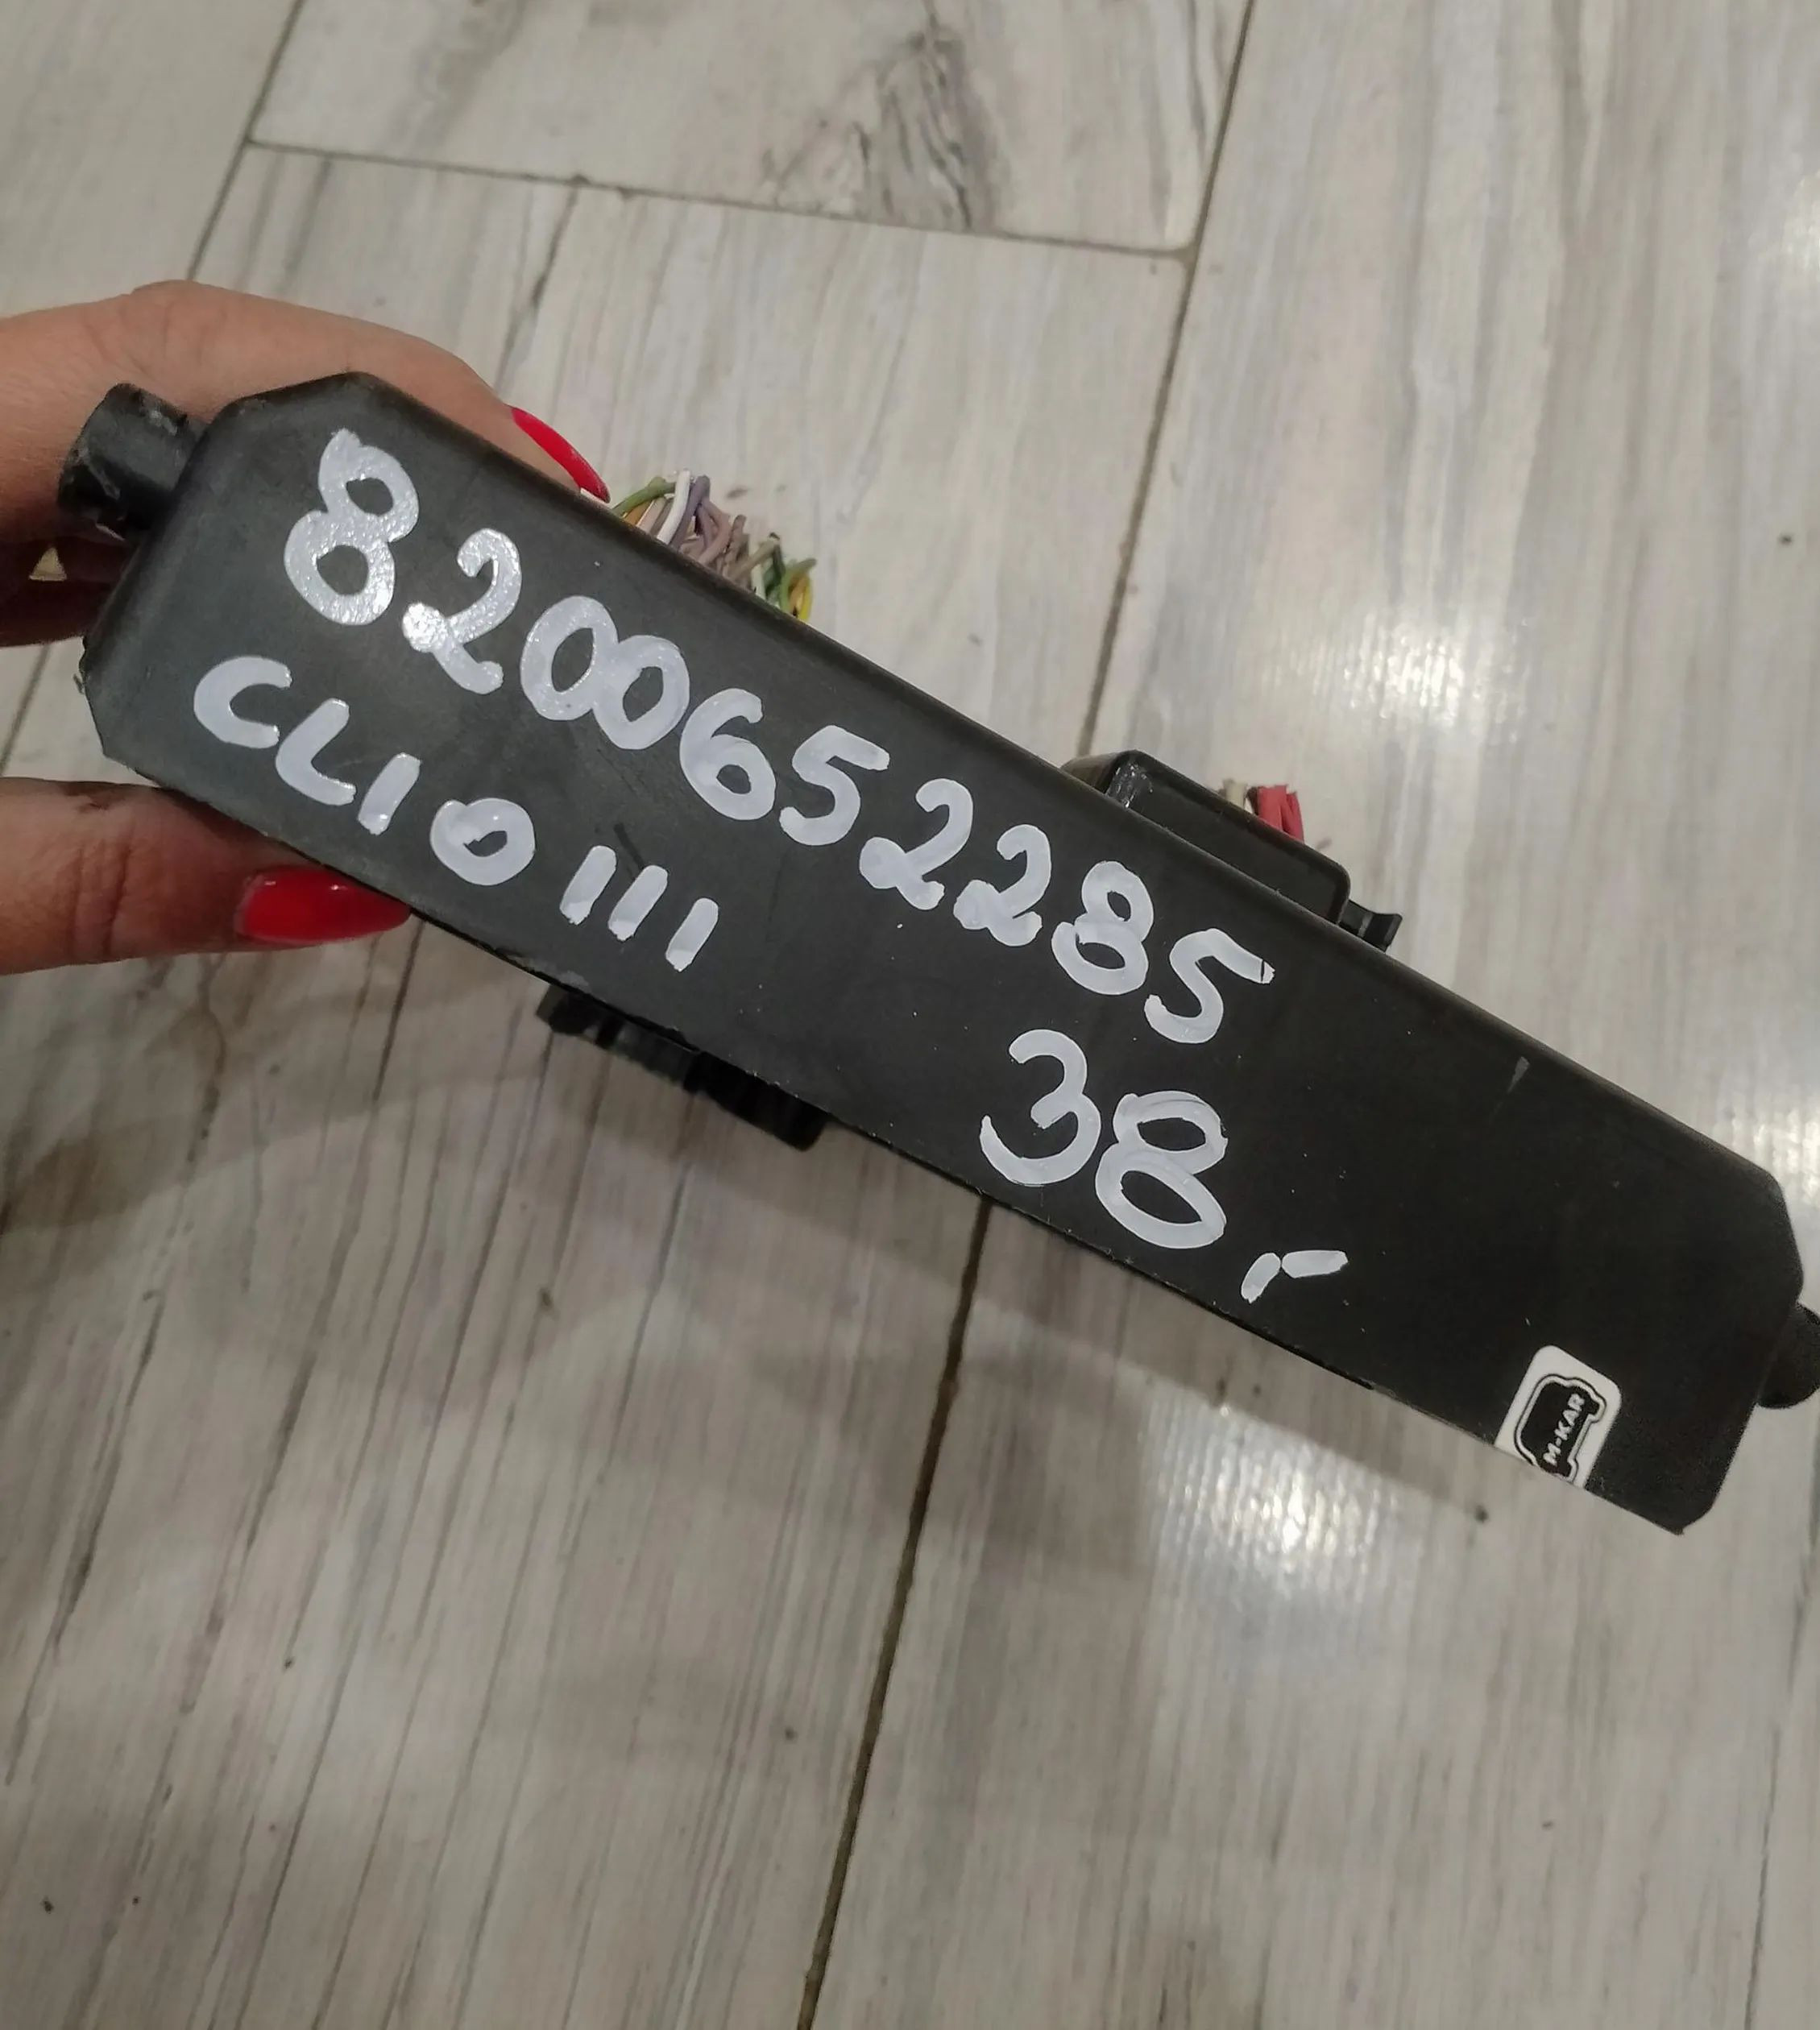 8200652285
CLIO III
38,-
M-KAR